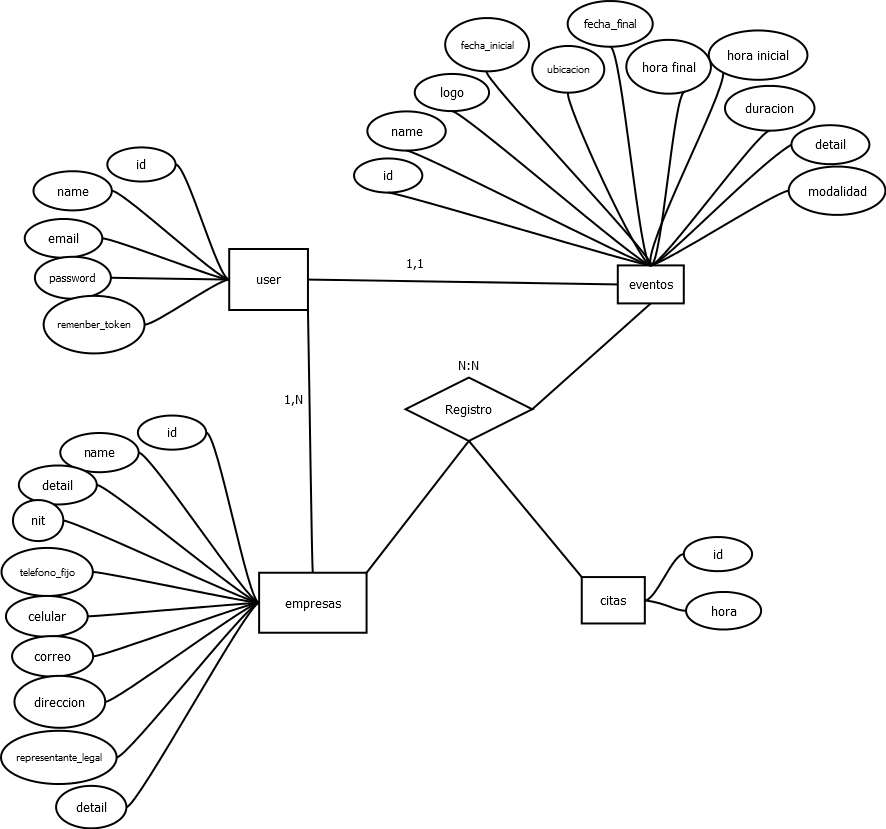 fecha_final
fecha_inicial
hora inicial
ubicacion
hora final
logo
duracion
name
detail
id
modalidad
id
name
email
password
remenber_token
user
1,1
eventos
N:N
Registro
1,N
id
name
detail
nit
telefono_fijo
celular
correo
direccion
representante_legal
detail
empresas
citas
id
hora